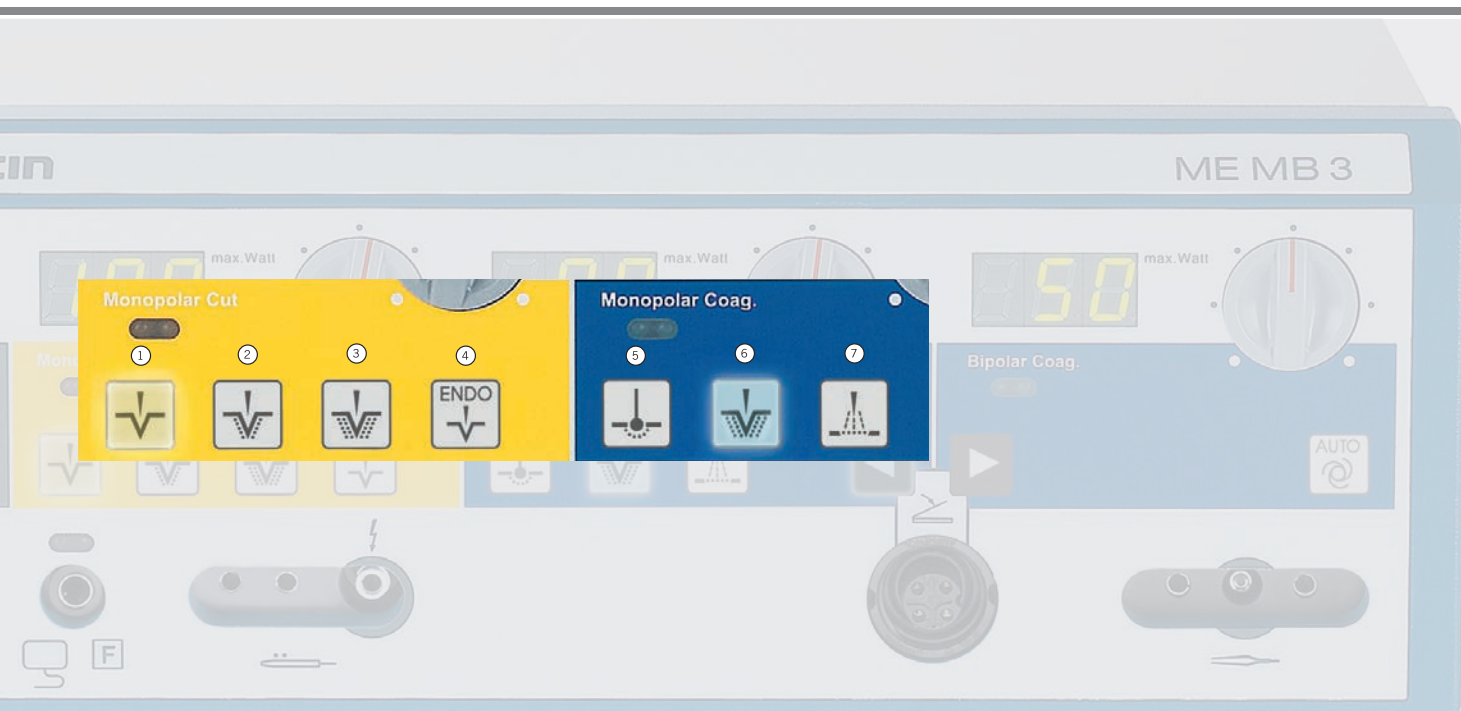 ME MB 3
100 max.Watt
max.Watt
50 max.Watt
Monopolar Cut
Monopolar Coag.
1 2 3 4 5 6 7
ENDO
Bipolar Coag.
AUTO
F